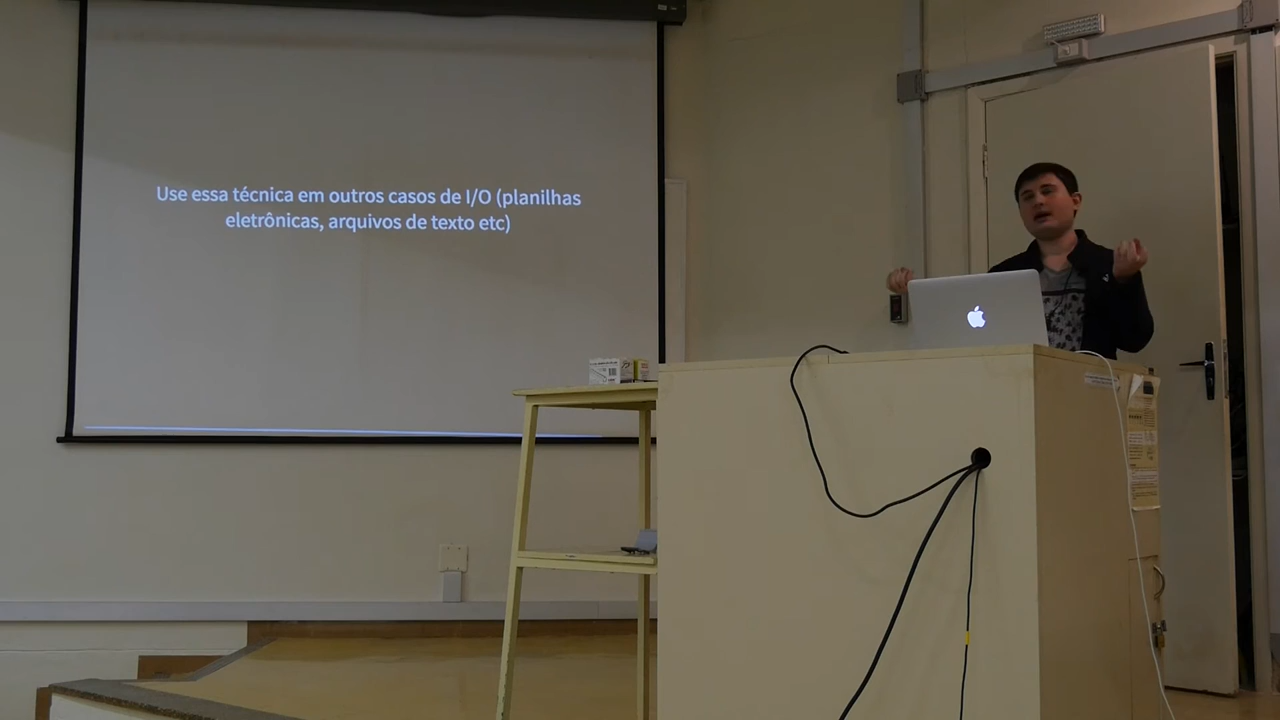 Use essa técnica em outros casos de I/O (planilhas
eletrônicas, arquivos de texto etc)